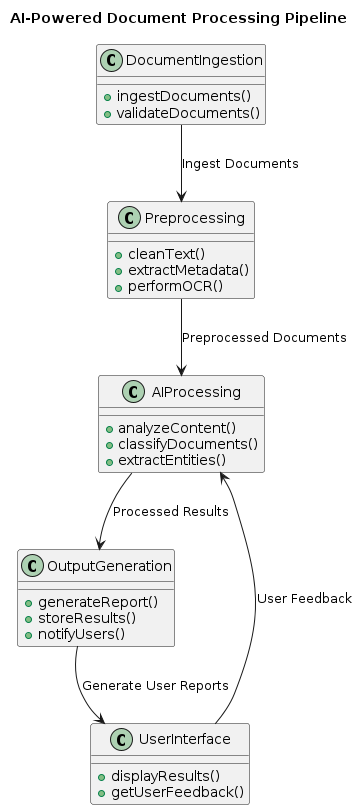 AI-Powered Document Processing Pipeline
C DocumentIngestion
ingestDocuments()
validateDocuments()
Ingest Documents
C Preprocessing
cleanText()
extractMetadata()
performOCR()
Preprocessed Documents
C AIProcessing
analyzeContent()
classifyDocuments()
extractEntities()
Processed Results
C OutputGeneration
generateReport()
storeResults()
notifyUsers()
User Feedback
Generate User Reports
C UserInterface
displayResults()
getUserFeedback()